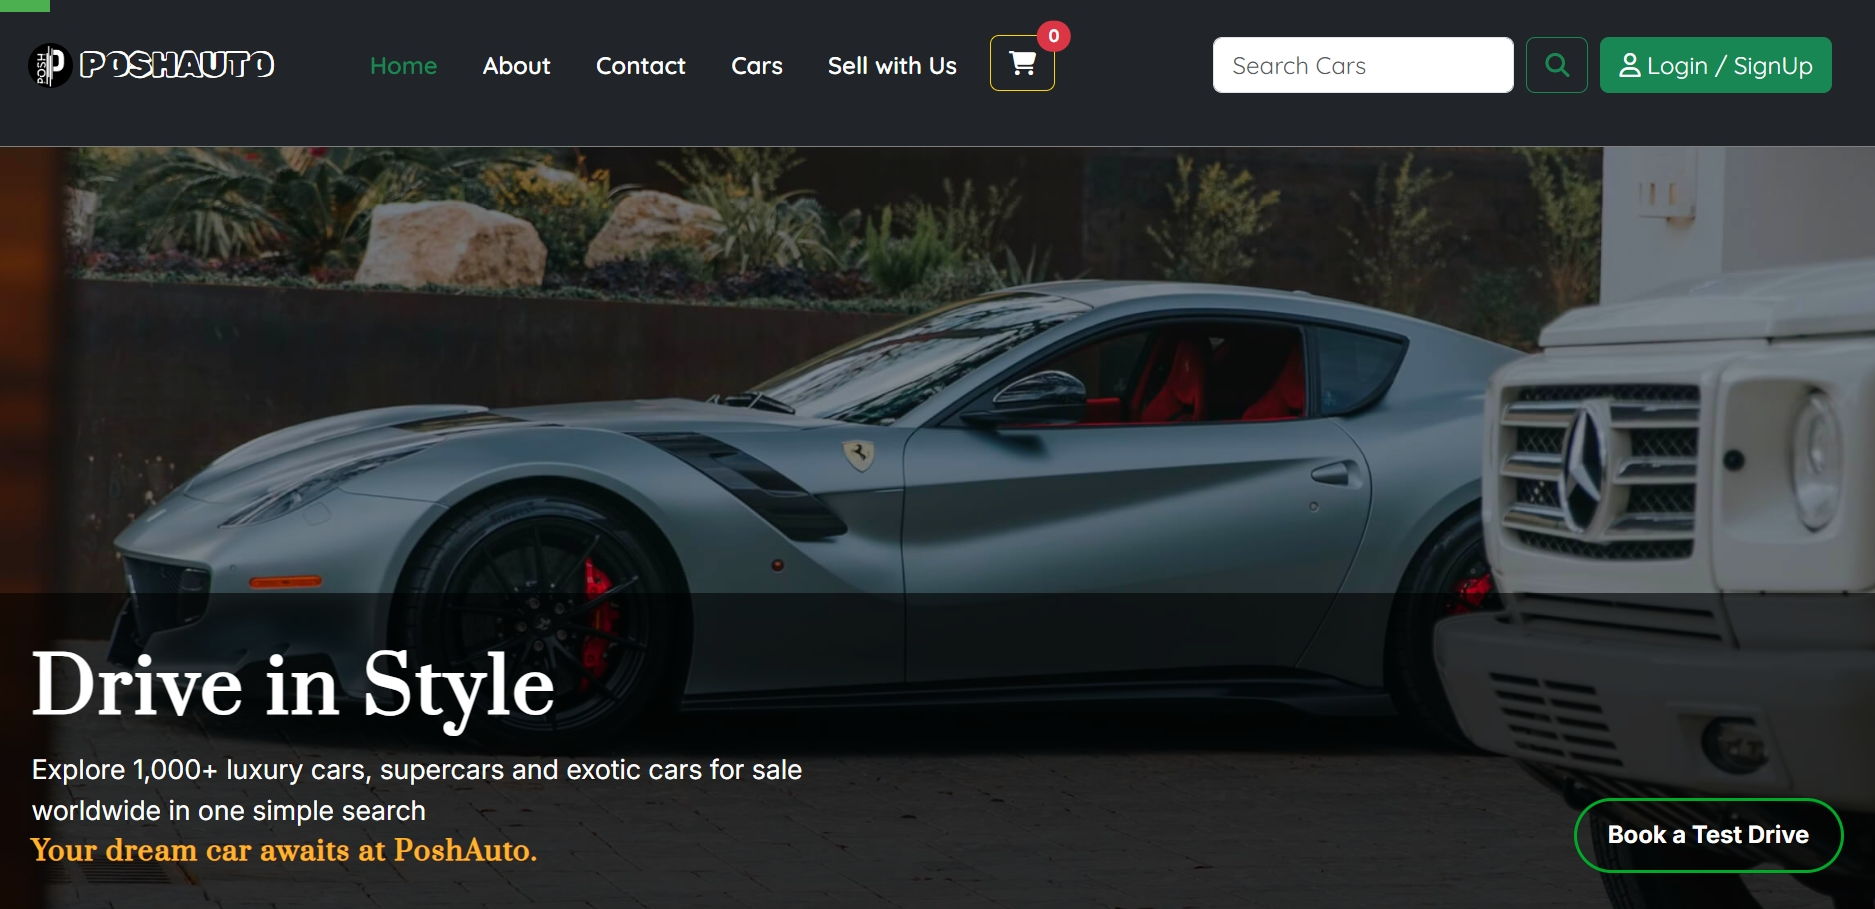 POSH
POSHAUTO
Home
About
Contact
Cars
Sell with Us
0
Search Cars
Login / SignUp
Drive in Style
Explore 1,000+ luxury cars, supercars and exotic cars for sale
worldwide in one simple search
Your dream car awaits at PoshAuto.
Book a Test Drive